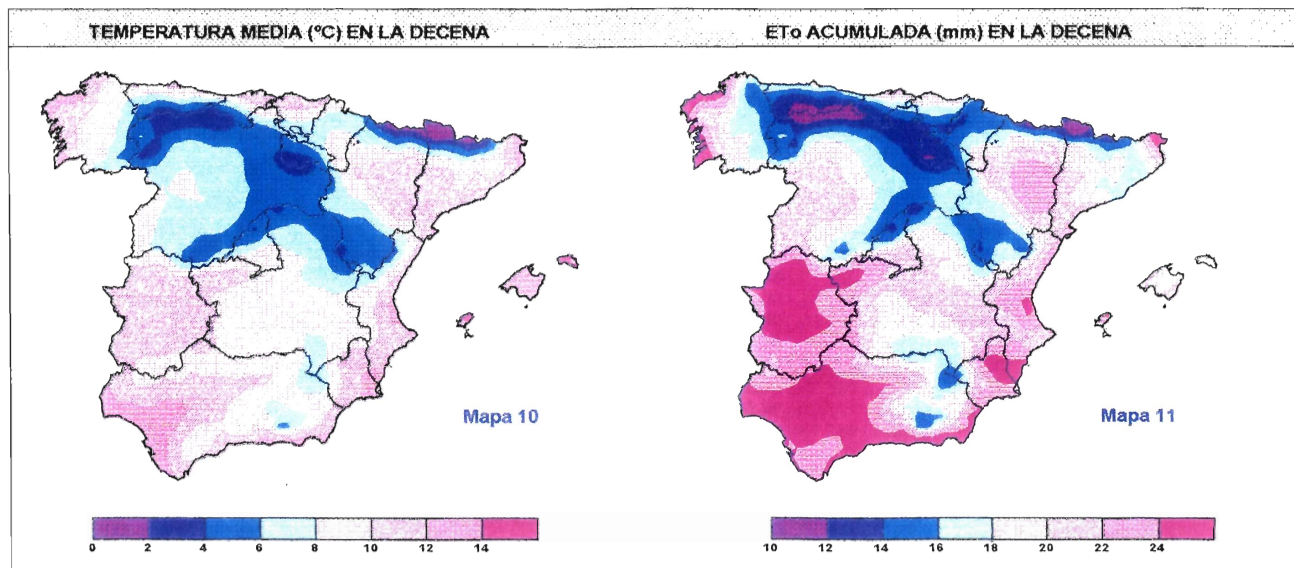 TEMPERATURA MEDIA (ºC) EN LA DECENA
ETo ACUMULADA (mm) EN LA DECENA
Mapa 10
Mapa 11
0 2 4 6 8 10 12 14
10 12 14 16 18 20 22 24